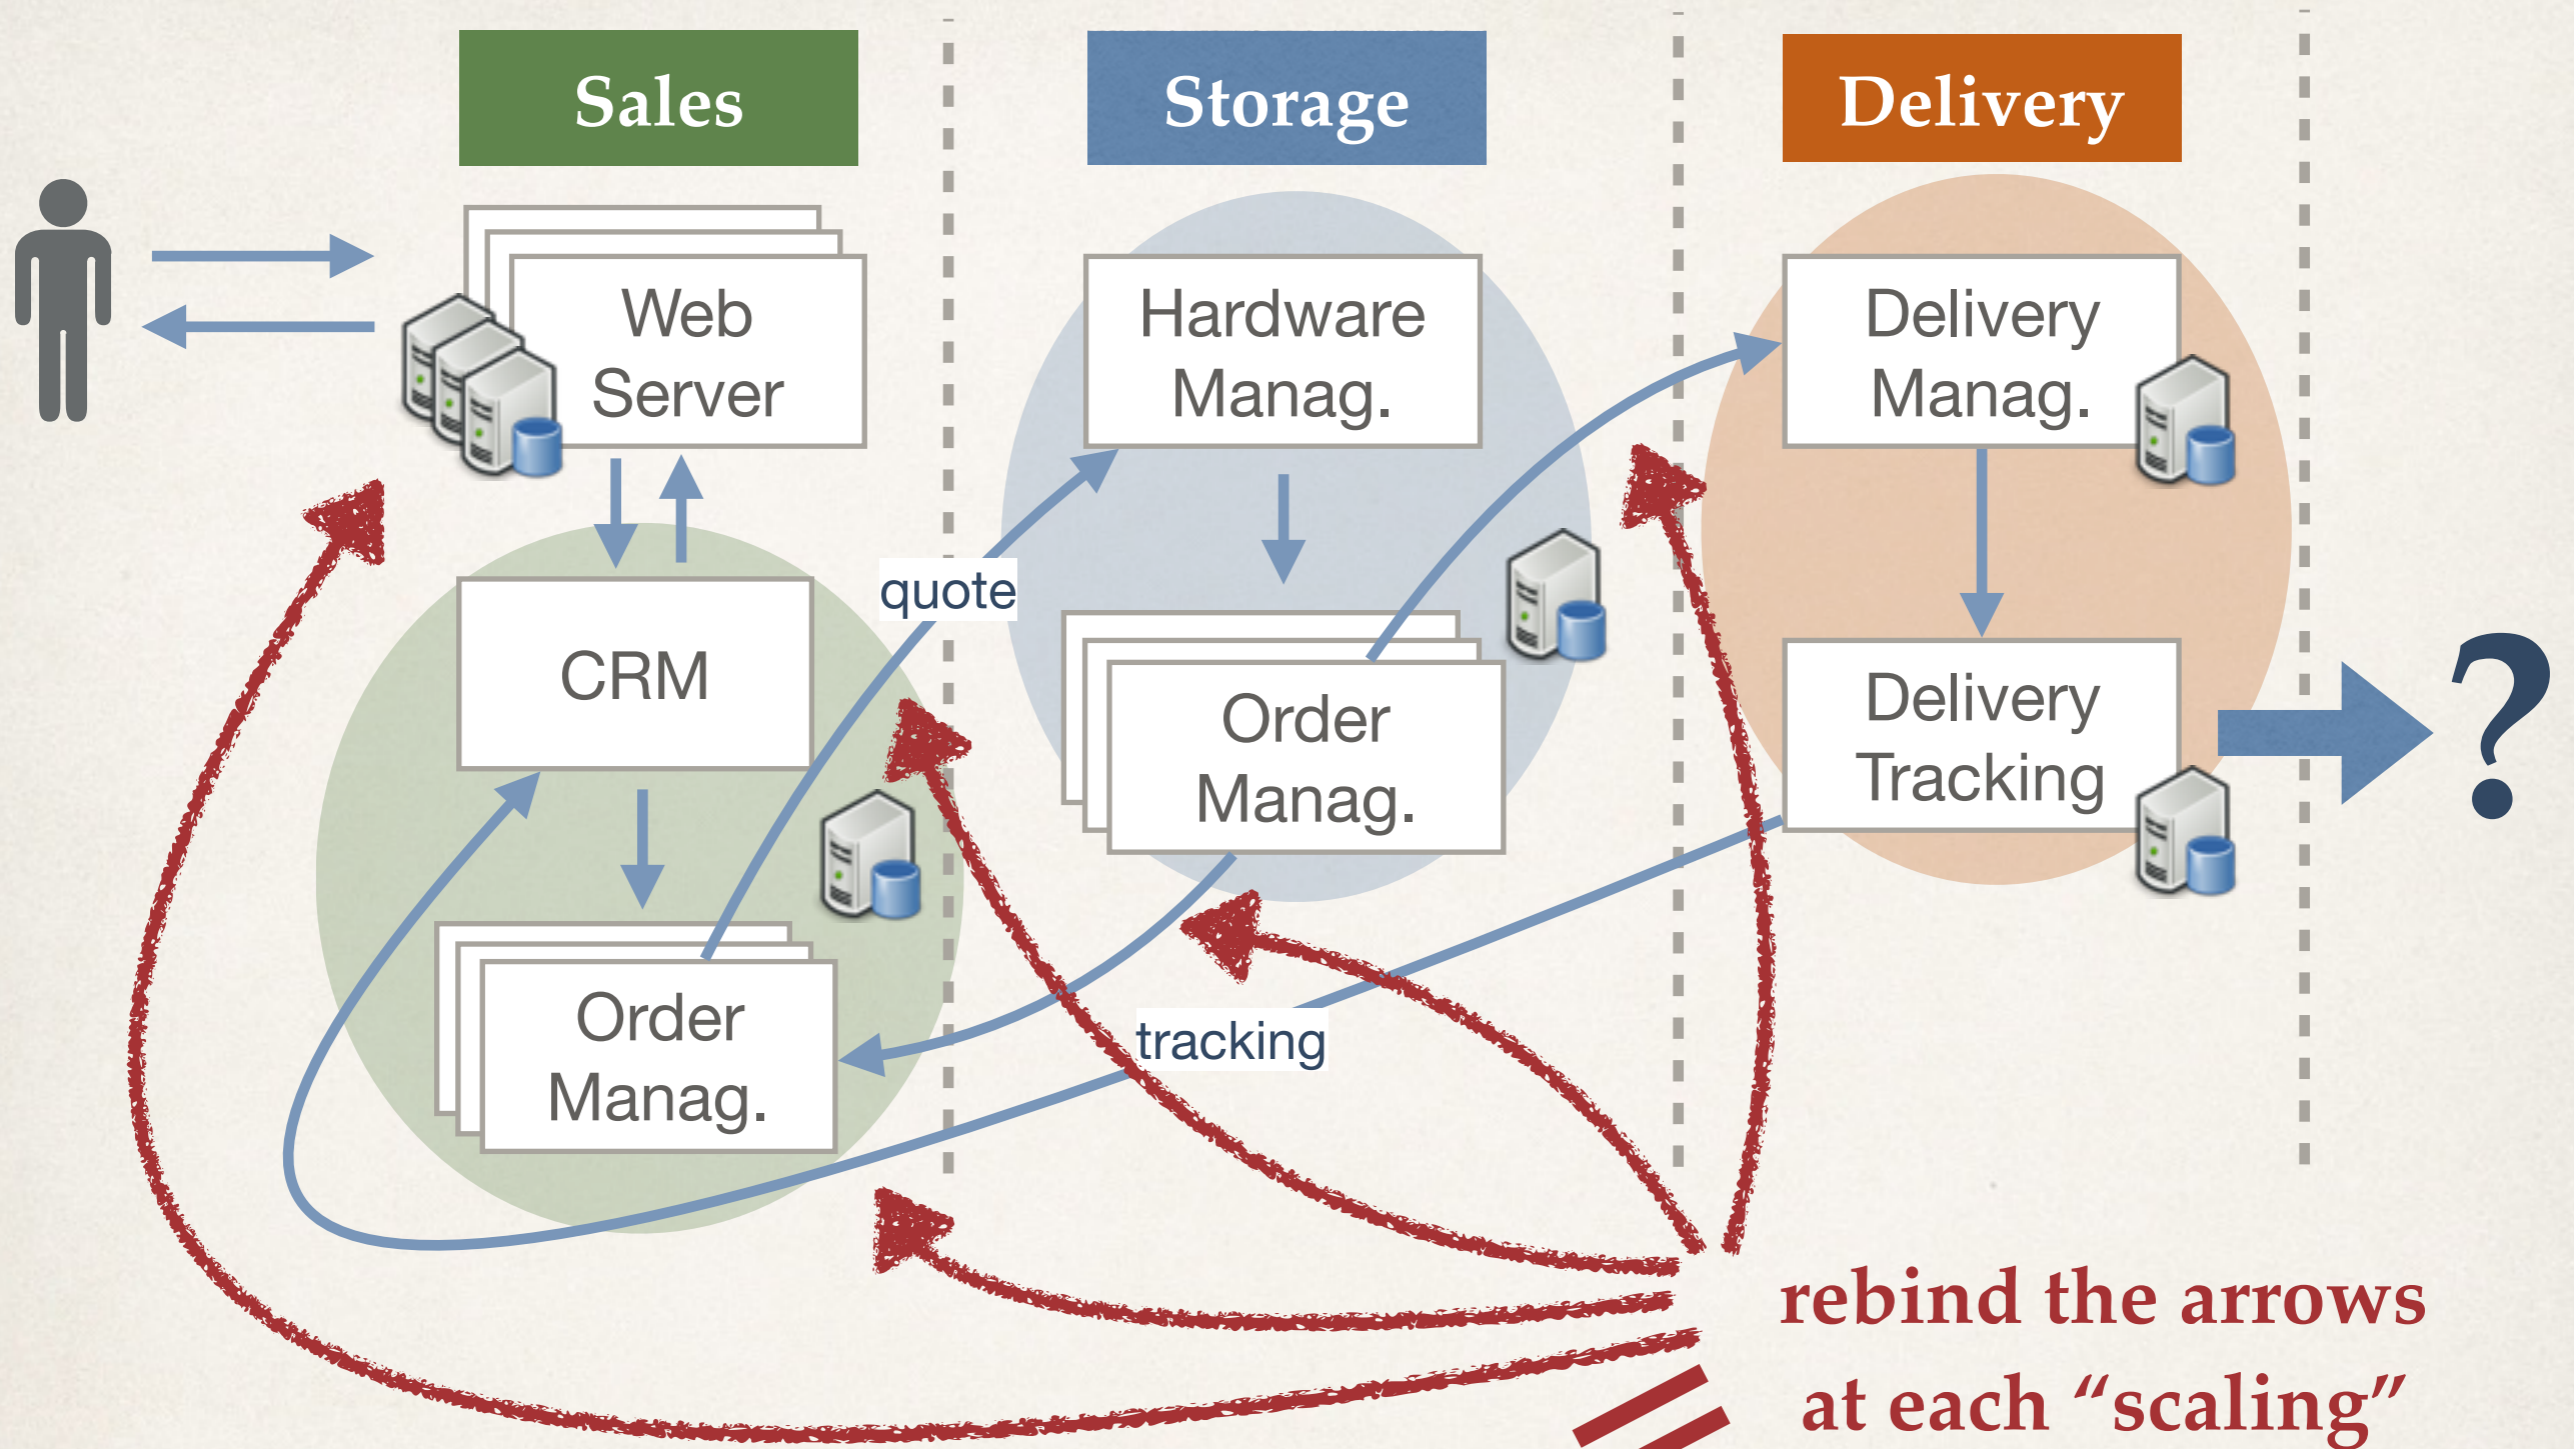 Sales
Storage
Delivery
Web
Server
Hardware
Manag.
Delivery
Manag.
quote
CRM
Order
Manag.
Delivery
Tracking
?
Order
Manag.
tracking
rebind the arrows
at each “scaling”